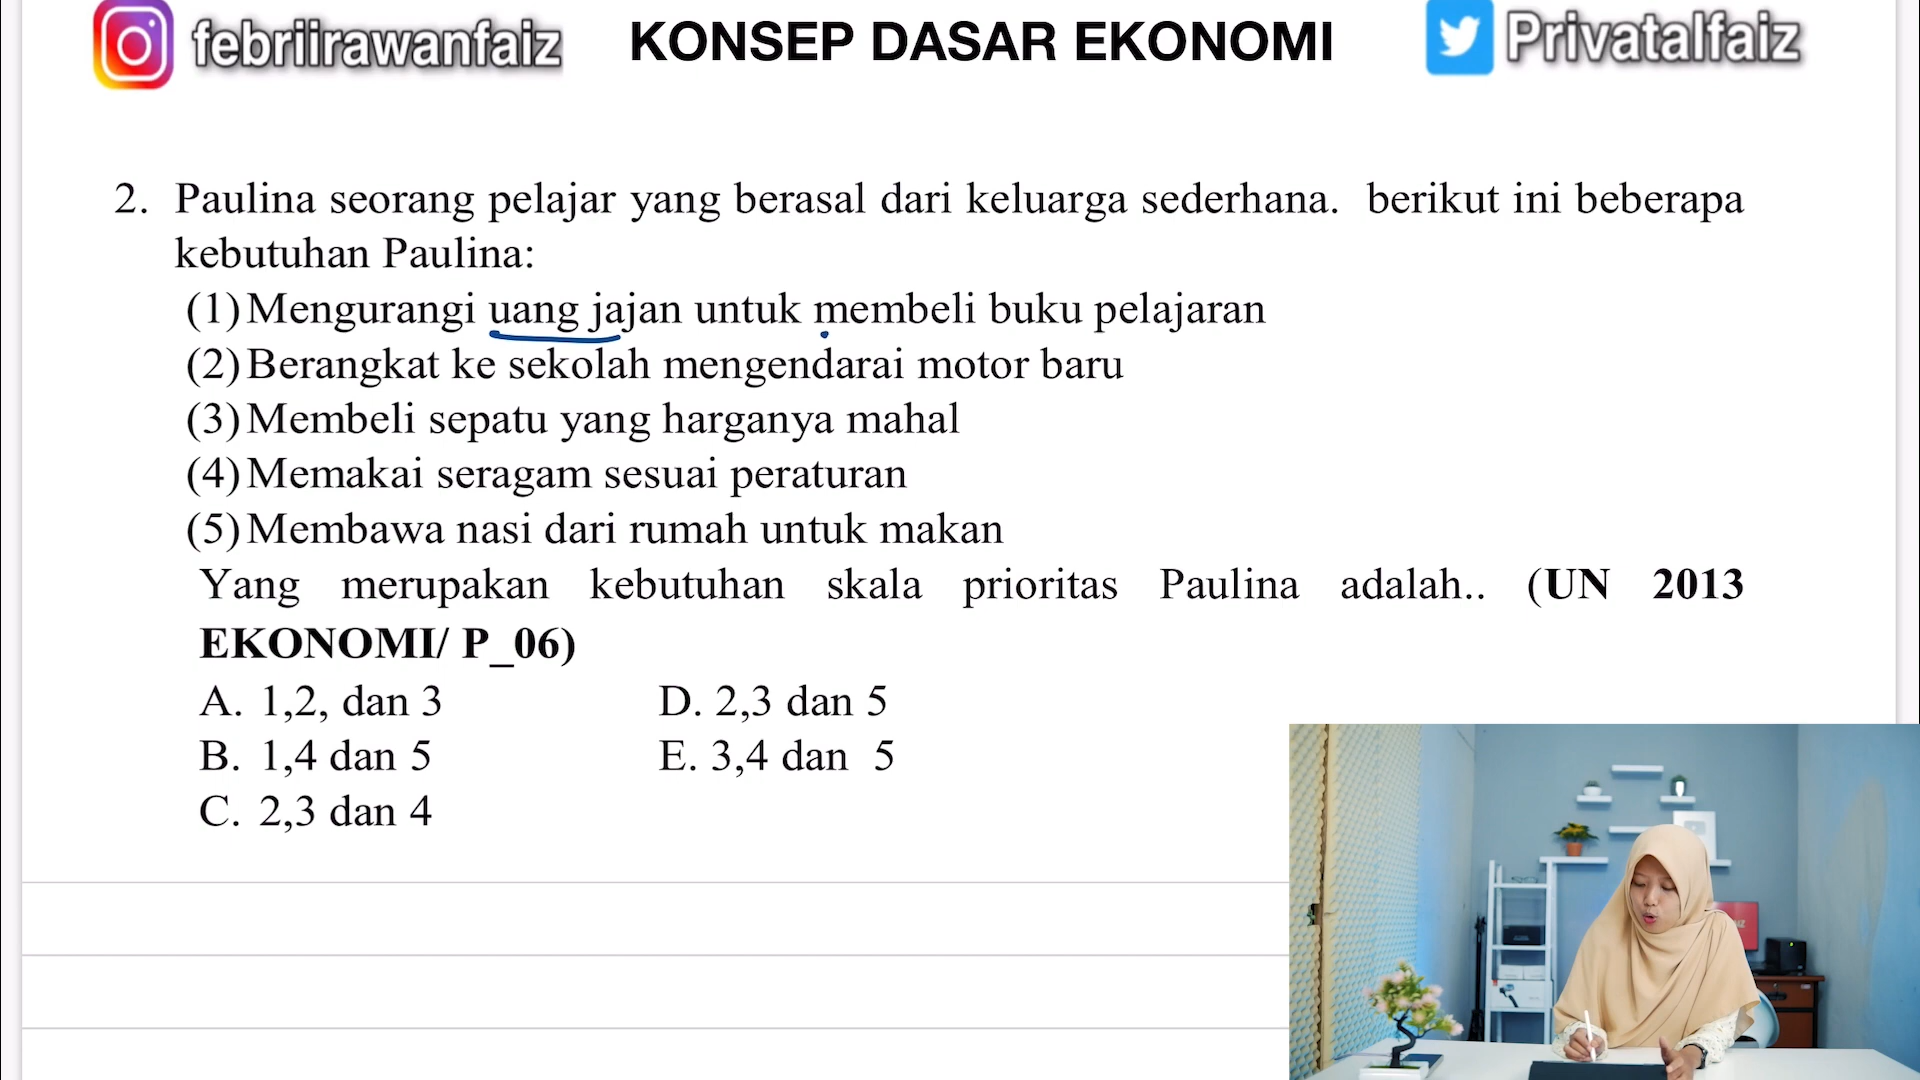 febriirawanfaiz KONSEP DASAR EKONOMI Privatalfaiz
2. Paulina seorang pelajar yang berasal dari keluarga sederhana. berikut ini beberapa
kebutuhan Paulina:
(1) Mengurangi uang jajan untuk membeli buku pelajaran
(2) Berangkat ke sekolah mengendarai motor baru
(3) Membeli sepatu yang harganya mahal
(4) Memakai seragam sesuai peraturan
(5) Membawa nasi dari rumah untuk makan
Yang merupakan kebutuhan skala prioritas Paulina adalah.. (UN 2013
EKONOMI/ P_06)
A. 1,2, dan 3
B. 1,4 dan 5
C. 2,3 dan 4
D. 2,3 dan 5
E. 3,4 dan 5